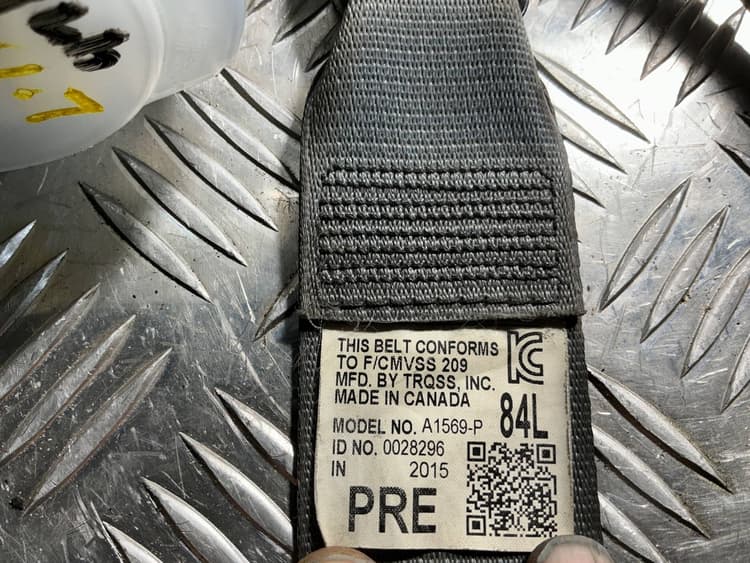 THIS BELT CONFORMS
TO F/CMVSS 209
MFD. BY TRQSS, INC.
MADE IN CANADA
KC
84L
MODEL NO. A1569-P
ID NO. 0028296
IN 2015
PRE